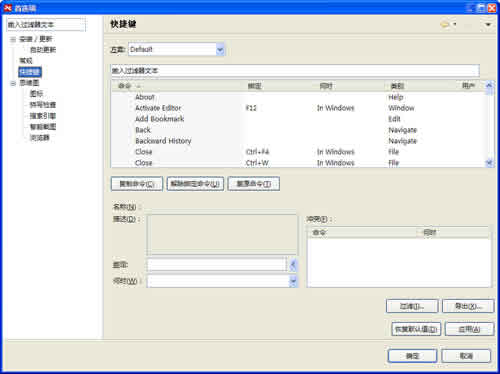 首选项
嵌入过滤器文本
安装／更新
自动更新
常规
快捷键
思维图
图标
拼写检查
搜索引擎
智能截图
浏览器
快捷键
方案: Default
嵌入过滤器文本
命令 绑定 何时 类别 用户
About Help
Activate Editor F12 In Windows Window
Add Bookmark Edit
Back Navigate
Backward History Navigate
Close Ctrl+F4 In Windows File
Close Ctrl+W In Windows File
复制命令(C) 解除绑定命令(U) 复原命令(T)
名称(N)：
描述(D)： 冲突(F)：
命令 何时
绑定:
何时(W)：
过滤(I)... 导出(X)...
恢复默认值(D) 应用(A)
确定 取消